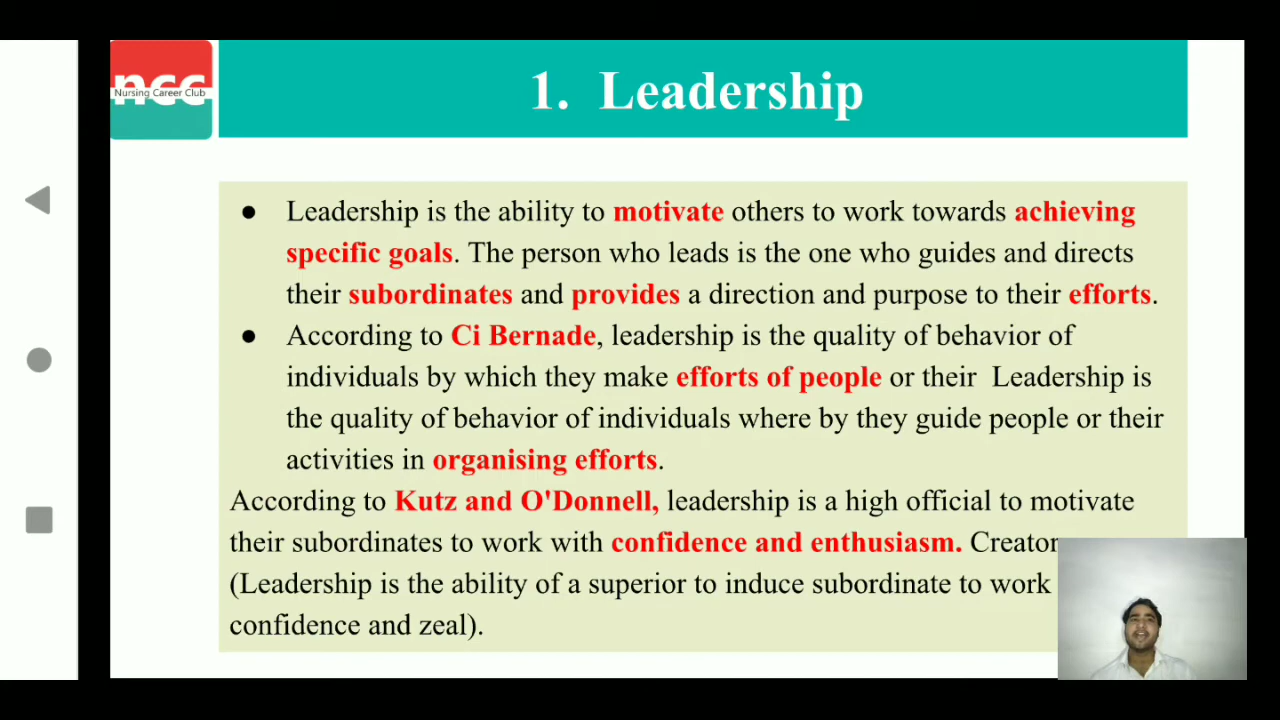 ncc
Nursing Career Club
1. Leadership
● Leadership is the ability to motivate others to work towards achieving
specific goals. The person who leads is the one who guides and directs
their subordinates and provides a direction and purpose to their efforts.
● According to Ci Bernade, leadership is the quality of behavior of
individuals by which they make efforts of people or their Leadership is
the quality of behavior of individuals where by they guide people or their
activities in organising efforts.
According to Kutz and O'Donnell, leadership is a high official to motivate
their subordinates to work with confidence and enthusiasm. Creator
(Leadership is the ability of a superior to induce subordinate to work
confidence and zeal).